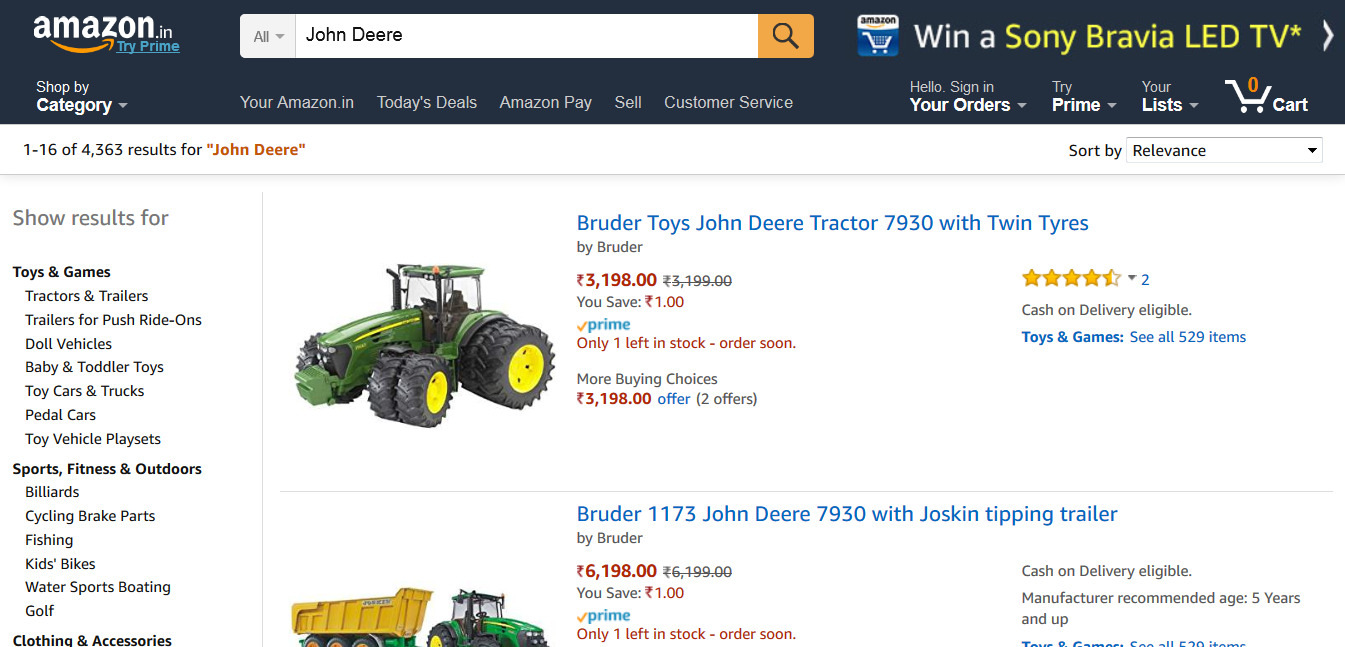 amazon.in
Try Prime
All
John Deere
amazon
Win a Sony Bravia LED TV*
Shop by
Category
Your Amazon.in
Today's Deals
Amazon Pay
Sell
Customer Service
Hello. Sign in
Your Orders
Try
Prime
Your
Lists
0
Cart
1-16 of 4,363 results for "John Deere"
Sort by
Relevance
Show results for
Toys & Games
Tractors & Trailers
Trailers for Push Ride-Ons
Doll Vehicles
Baby & Toddler Toys
Toy Cars & Trucks
Pedal Cars
Toy Vehicle Playsets
Sports, Fitness & Outdoors
Billiards
Cycling Brake Parts
Fishing
Kids' Bikes
Water Sports Boating
Golf
Clothing & Accessories
Bruder Toys John Deere Tractor 7930 with Twin Tyres
by Bruder
₹3,198.00 ₹3,199.00
You Save: ₹1.00
prime
Only 1 left in stock - order soon.
More Buying Choices
₹3,198.00 offer (2 offers)
2
Cash on Delivery eligible.
Toys & Games: See all 529 items
Bruder 1173 John Deere 7930 with Joskin tipping trailer
by Bruder
₹6,198.00 ₹6,199.00
You Save: ₹1.00
prime
Only 1 left in stock - order soon.
Cash on Delivery eligible.
Manufacturer recommended age: 5 Years
and up
Toys & Games: See all 529 items
JOSKIN